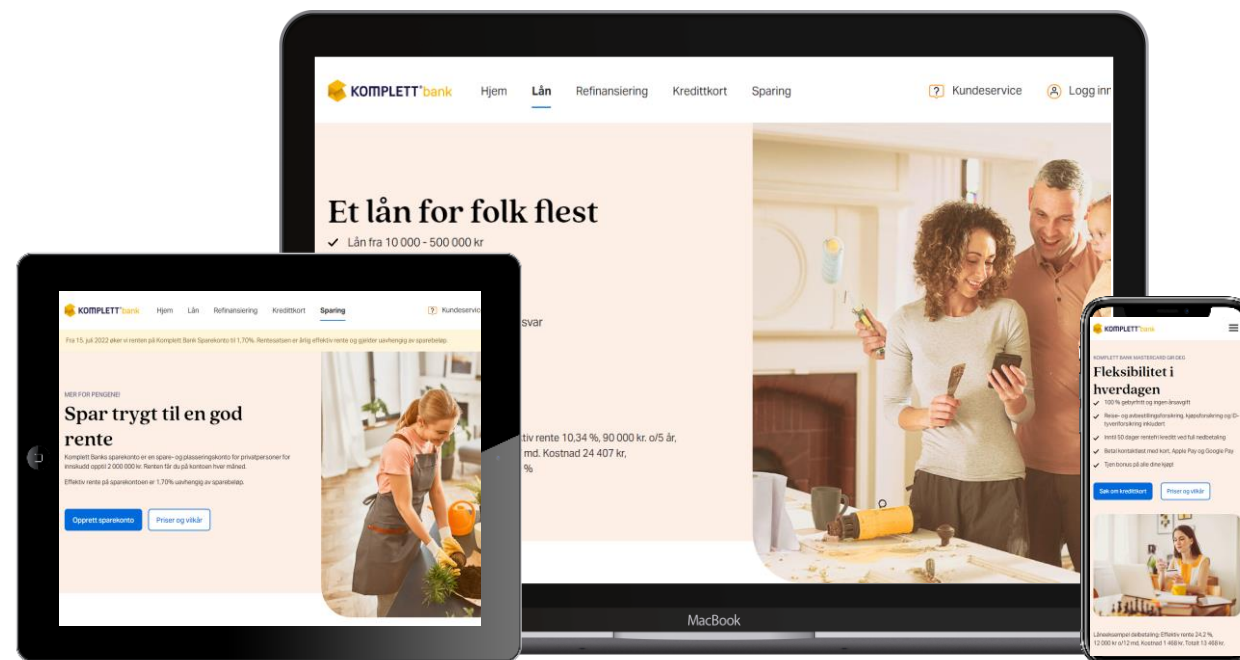 KOMPLETT bank
Hjem
Lån
Refinansiering
Kredittkort
Sparing
Kundeservice
Logg inn
Et lån for folk flest
Lån fra 10 000 - 500 000 kr
svar
tiv rente 10,34 %, 90 000 kr. o/5 år,
md. Kostnad 24 407 kr,
%
MacBook
KOMPLETT bank
Hjem
Lån
Refinansiering
Kredittkort
Sparing
Kundeservic
Fra 15. juli 2022 øker vi renten på Komplett Bank Sparekonto til 1,70%. Rentesatsen er årlig effektiv rente og gjelder uavhengig av sparebeløp.
MER FOR PENGENE!
Spar trygt til en god
rente
Komplett Banks sparekonto er en spare- og plasseringskonto for privatpersoner for
innskudd opptil 2 000 000 kr. Renten får du på kontoen hver måned.
Effektiv rente på sparekontoen er 1,70% uavhengig av sparebeløp.
Opprett sparekonto
Priser og vilkår
KOMPLETT bank
KOMPLETT BANK MASTERCARD GIR DEG
Fleksibilitet i
hverdagen
100 % gebyrfritt og ingen årsavgift
Reise- og avbestillingsforsikring, kjøpsforsikring og ID-
tyveriforsikring inkludert
Inntil 50 dager rentefri kreditt ved full nedbetaling
Betal kontaktløst med kort, Apple Pay og Google Pay
Tjen bonus på alle dine kjøp!
Søk om kredittkort
Priser og vilkår
Låneeksempel delbetaling: Effektiv rente 24,2 %,
12 000 kr o/12 md. Kostnad 1 468 kr. Totalt 13 468 kr.